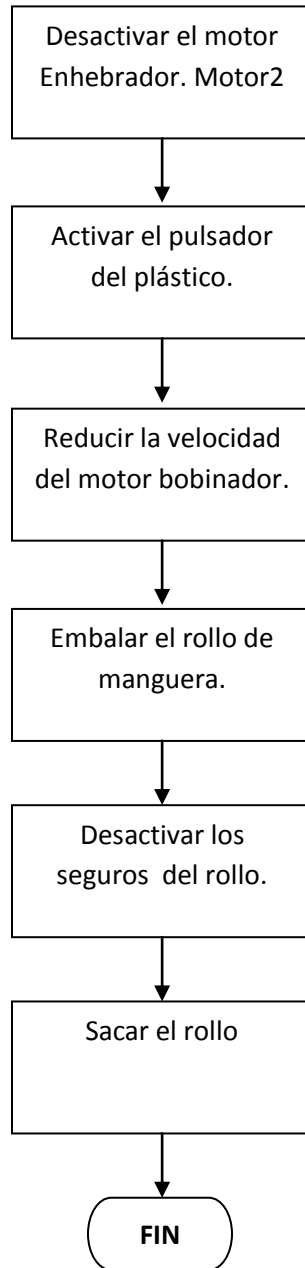 Desactivar el motor
Enhebrador. Motor2
Activar el pulsador
del plástico.
Reducir la velocidad
del motor bobinador.
Embalar el rollo de
manguera.
Desactivar los
seguros  del rollo.
Sacar el rollo
FIN